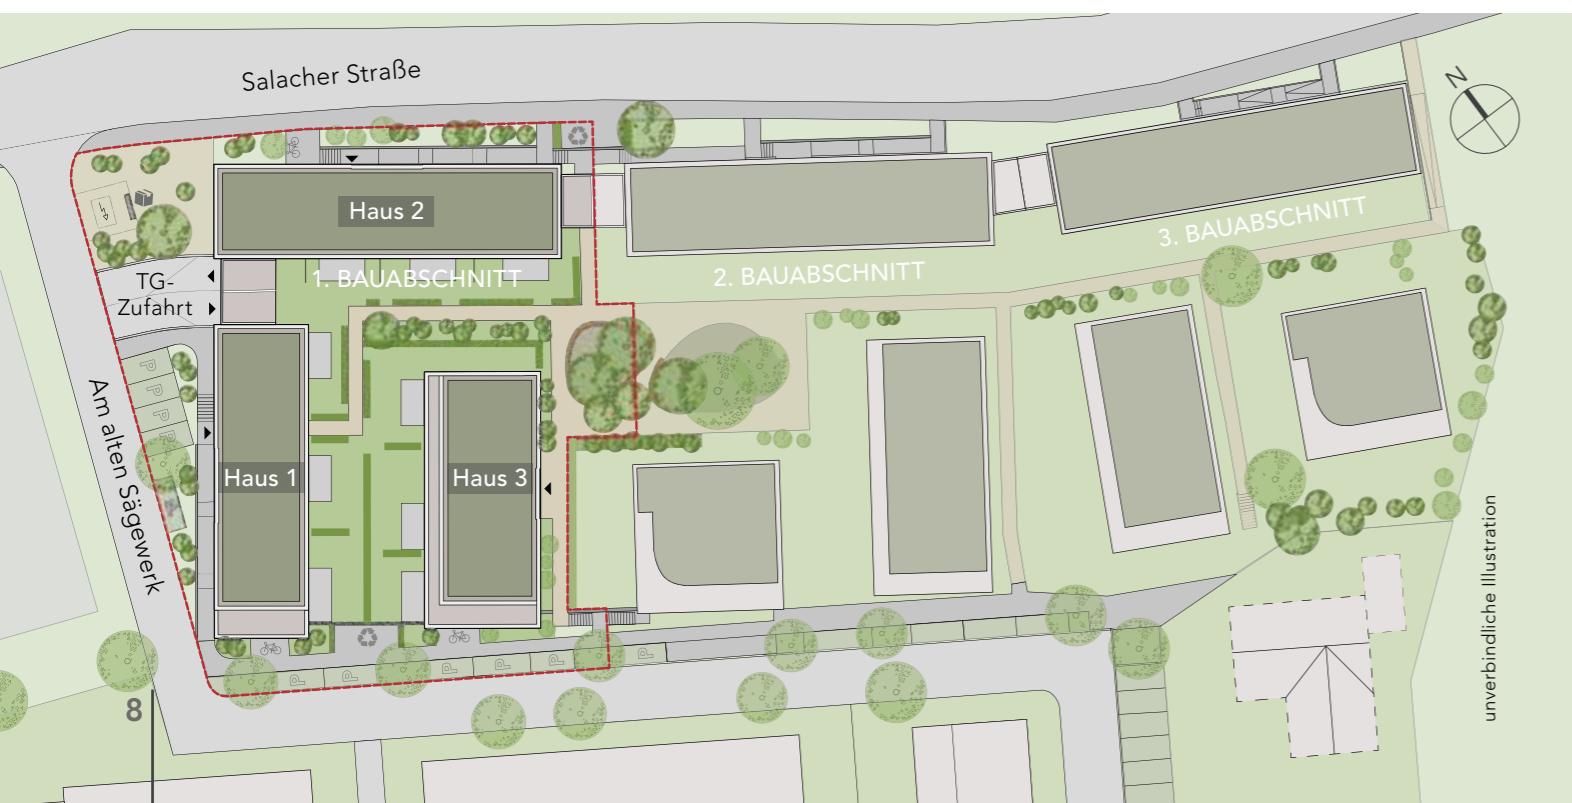 Salacher Straße
N
Haus 2
3. BAUABSCHNITT
1. BAUABSCHNITT
2. BAUABSCHNITT
TG-
Zufahrt
P
P
P
P
Am alten Sägewerk
Haus 1
Haus 3
unverbindliche Illustration
P
P
P
P
P
P
8